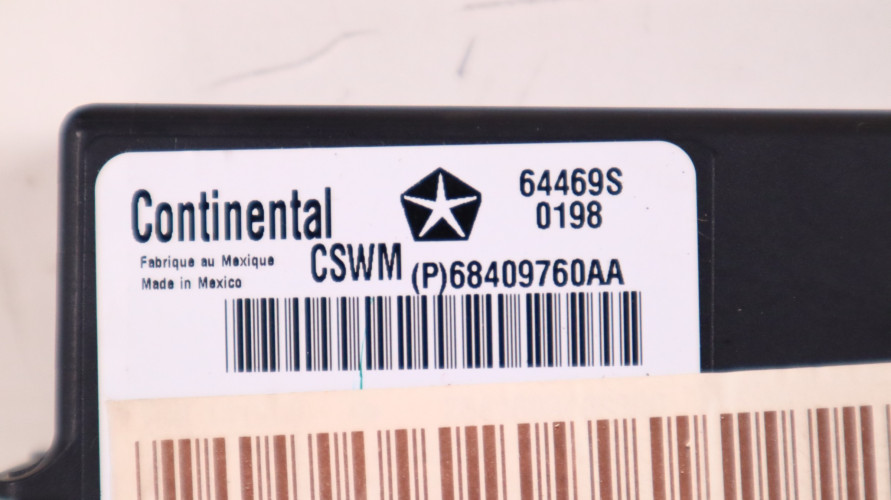 Continental
64469S
0198
Fabrique au Mexique
Made in Mexico
CSWM
(P)68409760AA